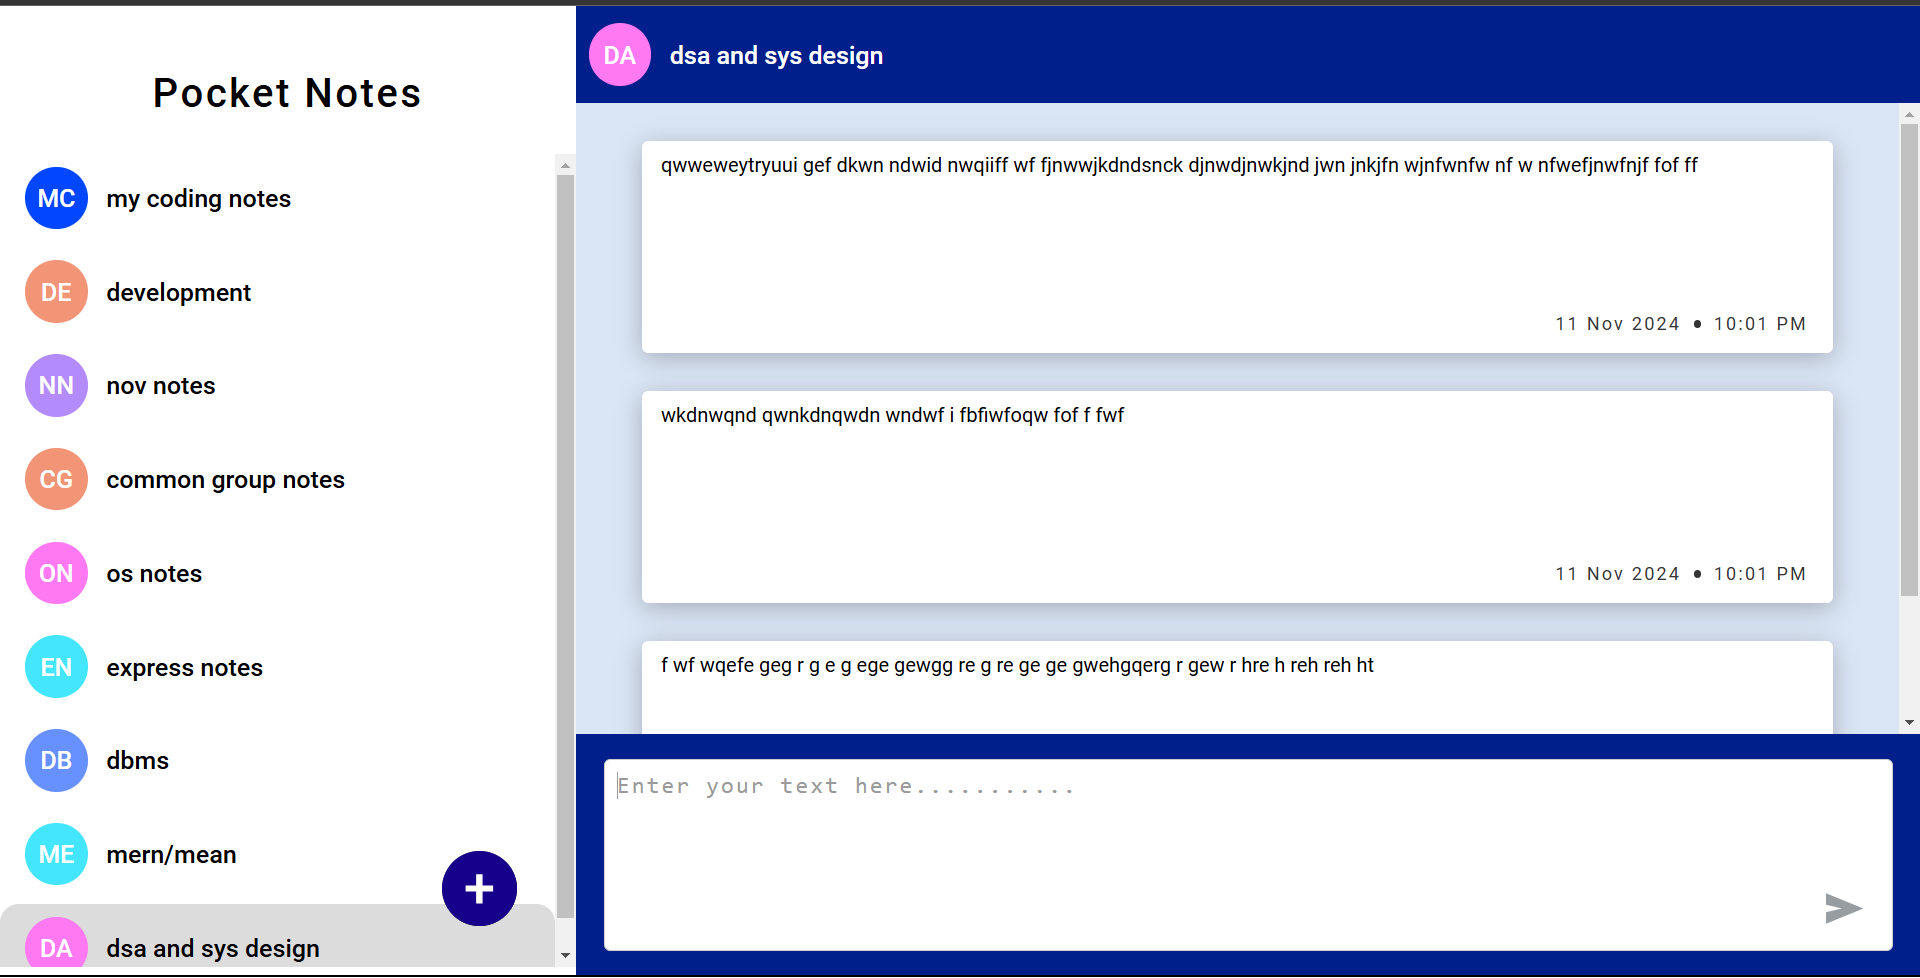 Pocket Notes
MC my coding notes
DE development
NN nov notes
CG common group notes
ON os notes
EN express notes
DB dbms
ME mern/mean
DA dsa and sys design
DA dsa and sys design
qwweweytryuui gef dkwn ndwid nwqiiff wf fjnwwjkdndsnck djnwdjnwkjnd jwn jnkjfn wjnfwnfw nf w nfwefjnwfnjf fof ff
11 Nov 2024 • 10:01 PM
wkdnwqnd qwnkdnqwdn wndwf i fbfiwfoqw fof f fwf
11 Nov 2024 • 10:01 PM
f wf wqefe geg r g e g ege gewgg re g re ge ge gwehgqerg r gew r hre h reh reh ht
Enter your text here...........